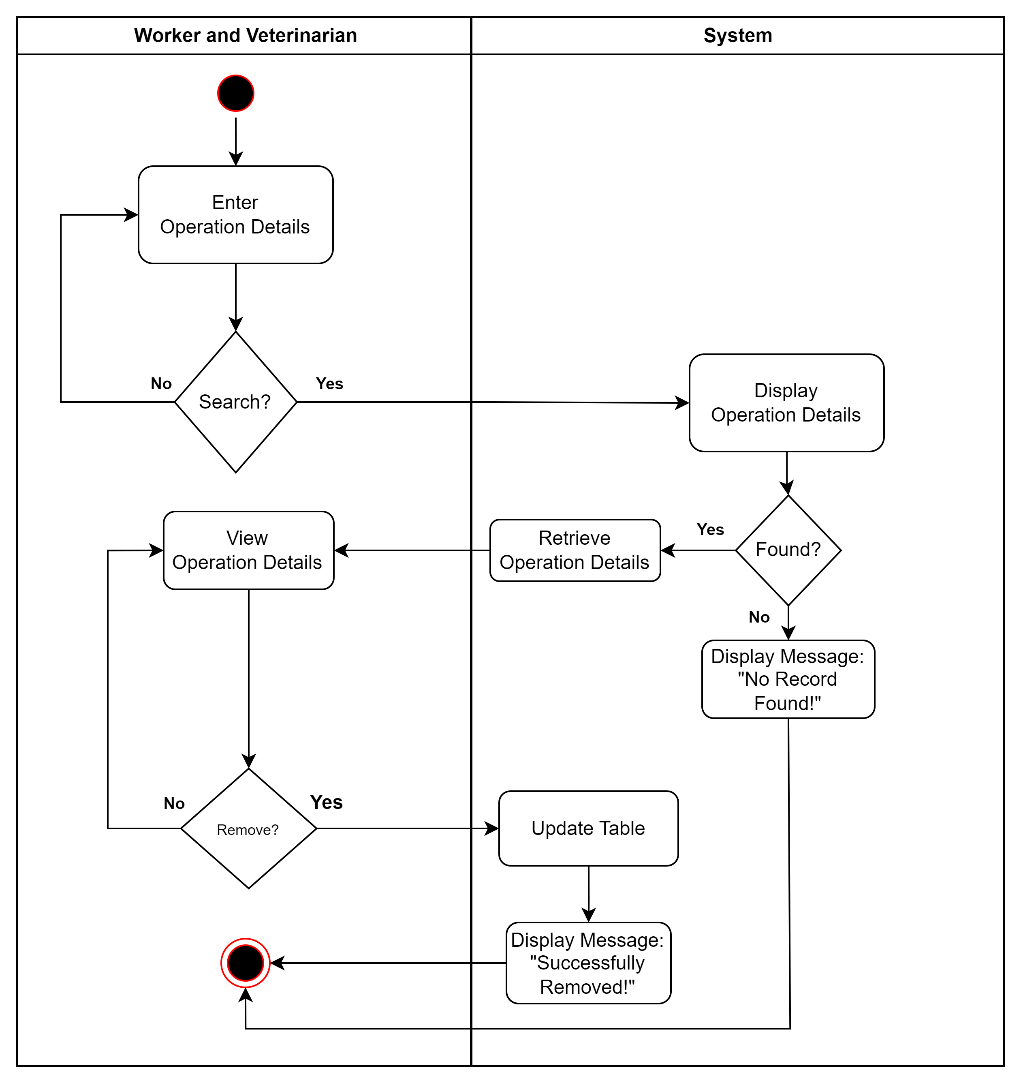 Worker and Veterinarian
System
Enter
Operation Details
No
Yes
Search?
Display
Operation Details
View
Operation Details
Retrieve
Operation Details
Yes
Found?
No
Display Message:
"No Record
Found!"
No
Yes
Remove?
Update Table
Display Message:
"Successfully
Removed!"